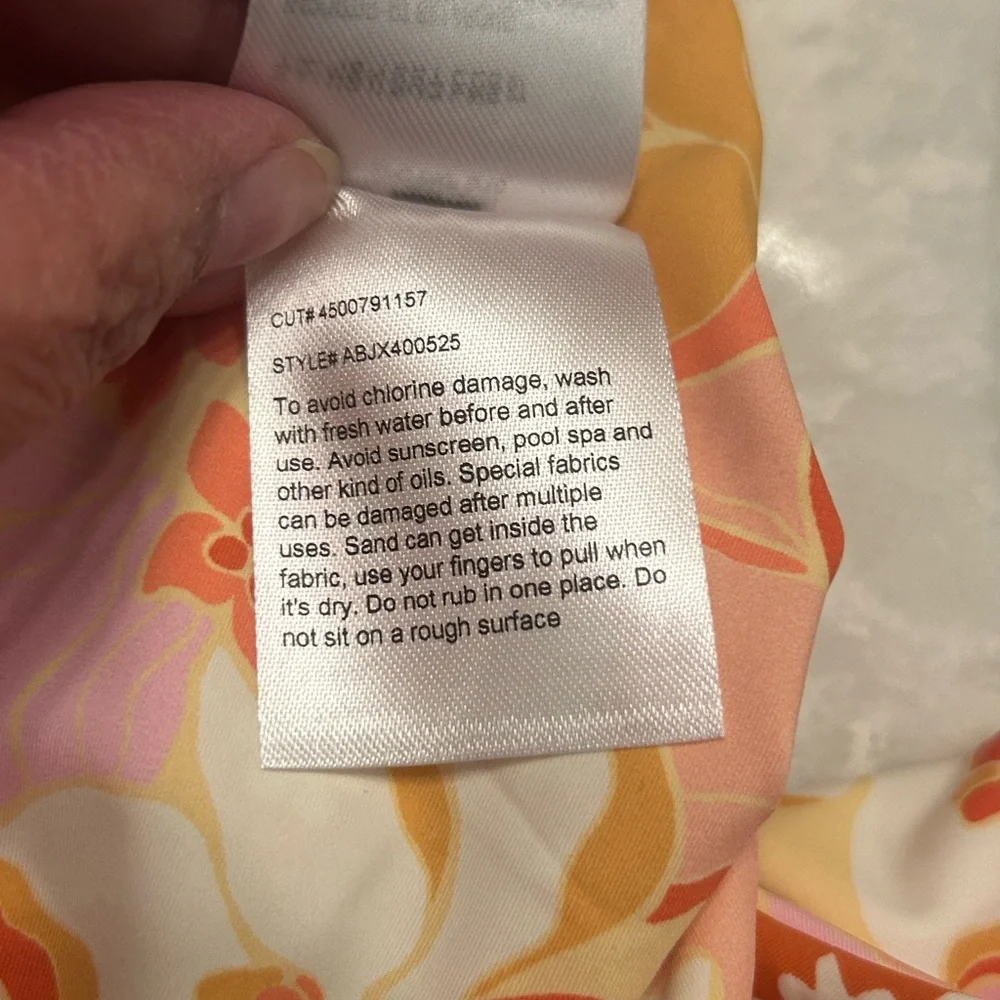 CUT# 4500791157
STYLE# ABJX400525
To avoid chlorine damage, wash
with fresh water before and after
use. Avoid sunscreen, pool spa and
other kind of oils. Special fabrics
can be damaged after multiple
uses. Sand can get inside the
fabric, use your fingers to pull when
it's dry. Do not rub in one place. Do
not sit on a rough surface